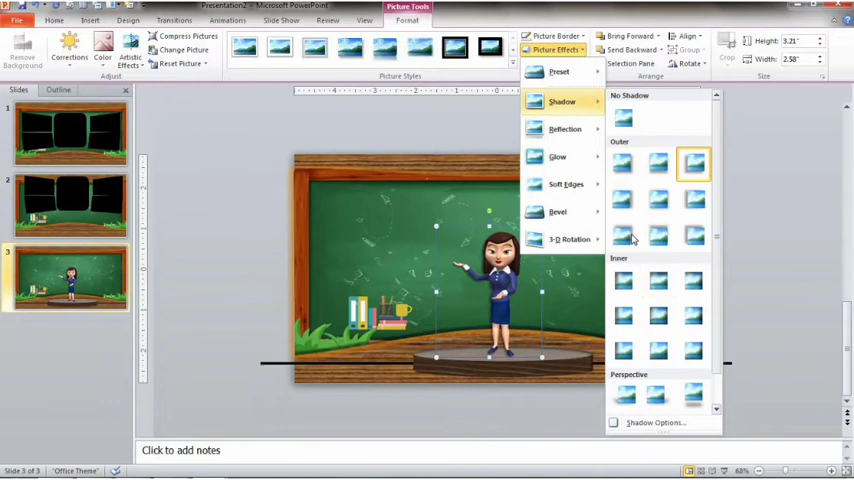 Presentation2 - Microsoft PowerPoint
Picture Tools
File Home Insert Design Transitions Animations Slide Show Review View Format
Remove Background
Corrections
Color
Artistic Effects
Compress Pictures
Change Picture
Reset Picture
Adjust
Picture Styles
Picture Border
Picture Effects
Bring Forward
Send Backward
Selection Pane
Align
Group
Rotate
Arrange
Crop
Height: 3.21"
Width: 2.58"
Size
Slides Outline
1
2
3
Preset
Shadow
Reflection
Glow
Soft Edges
Bevel
3-D Rotation
No Shadow
Outer
Inner
Perspective
Shadow Options...
Click to add notes
Slide 3 of 3 "Office Theme" 68%